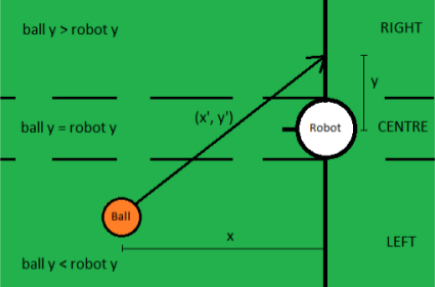 ball y > robot y
RIGHT
y
(x', y')
ball y = robot y
Robot
CENTRE
Ball
x
LEFT
ball y < robot y